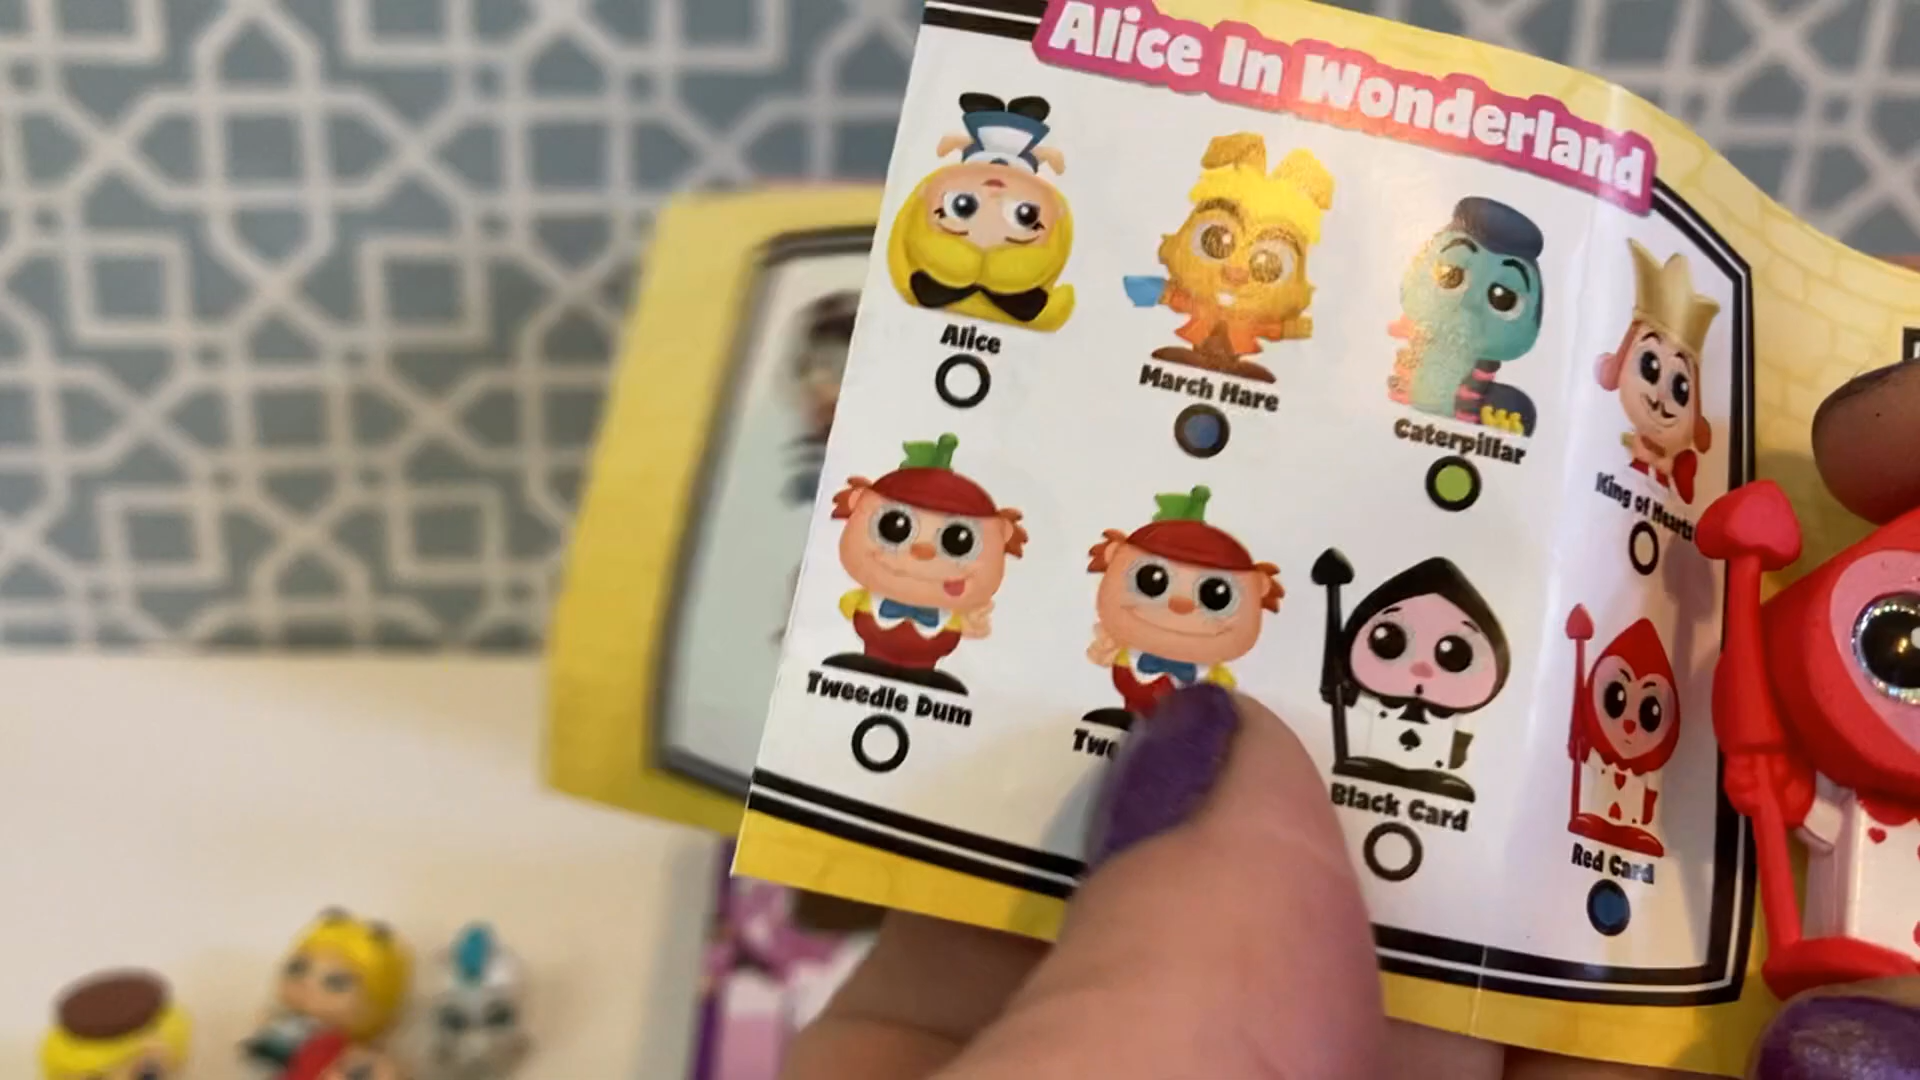 Alice In Wonderland
Alice
March Hare
Caterpillar
King of Hearts
Tweedle Dum
Black Card
Red Card